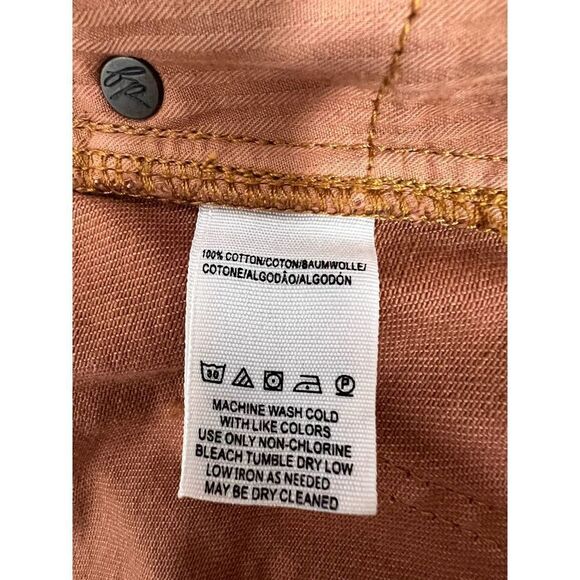 100% COTTON/COTON/BAUMWOLLE/
COTONE/ALGODÃO/ALGODÓN
30
P
MACHINE WASH COLD
WITH LIKE COLORS
USE ONLY NON-CHLORINE
BLEACH TUMBLE DRY LOW
LOW IRON AS NEEDED
MAY BE DRY CLEANED